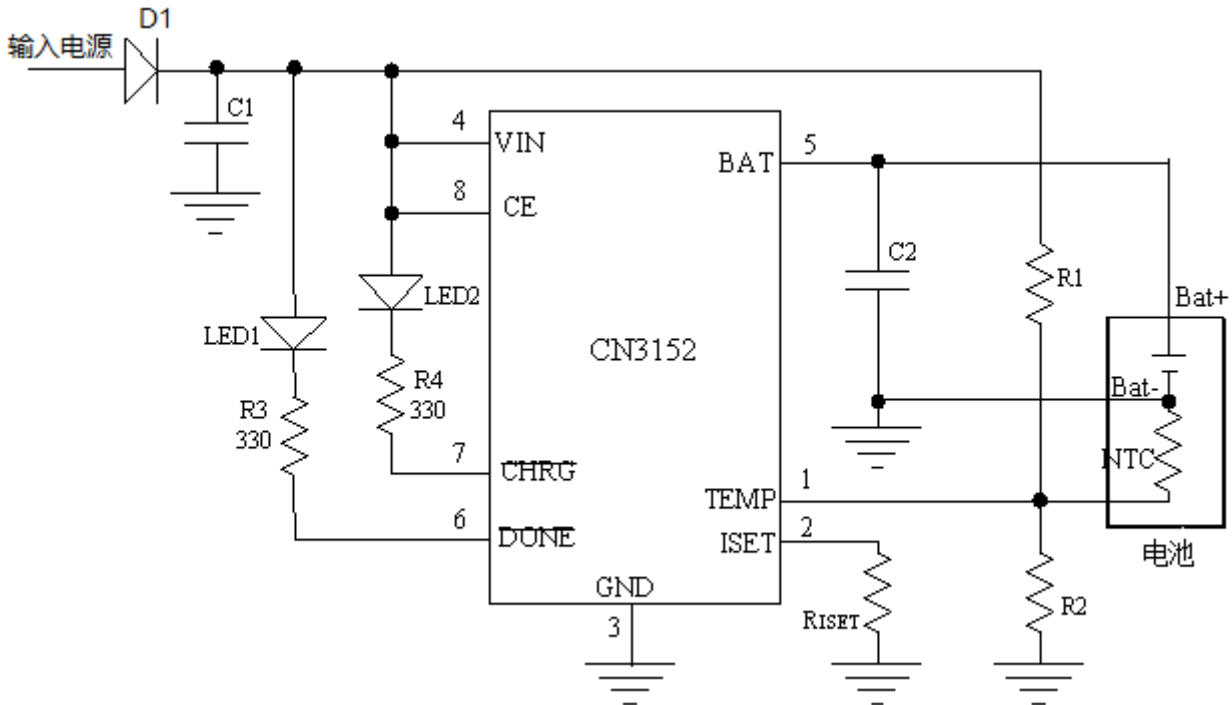 D1
输入电源
C1
4
VIN
BAT
5
8
CE
C2
R1
LED2
Bat+
LED1
CN3152
R4
330
Bat-
R3
330
7
CHRG
NTC
TEMP
1
6
DONE
ISET
2
电池
GND
RISET
R2
3